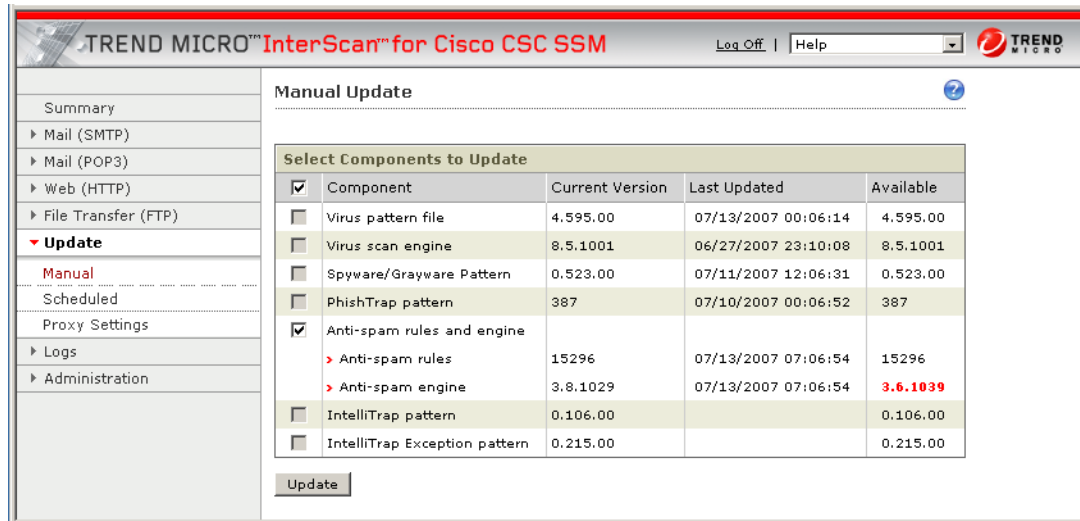 TREND MICRO™ InterScan™ for Cisco CSC SSM
Log Off | Help
TREND MICRO
Summary
Mail (SMTP)
Mail (POP3)
Web (HTTP)
File Transfer (FTP)
Update
Manual
Scheduled
Proxy Settings
Logs
Administration
Manual Update
?
Select Components to Update
Component Current Version Last Updated Available
Virus pattern file 4.595.00 07/13/2007 00:06:14 4.595.00
Virus scan engine 8.5.1001 06/27/2007 23:10:08 8.5.1001
Spyware/Grayware Pattern 0.523.00 07/11/2007 12:06:31 0.523.00
PhishTrap pattern 387 07/10/2007 00:06:52 387
Anti-spam rules and engine
Anti-spam rules 15296 07/13/2007 07:06:54 15296
Anti-spam engine 3.8.1029 07/13/2007 07:06:54 3.6.1039
IntelliTrap pattern 0.106.00 0.106.00
IntelliTrap Exception pattern 0.215.00 0.215.00
Update